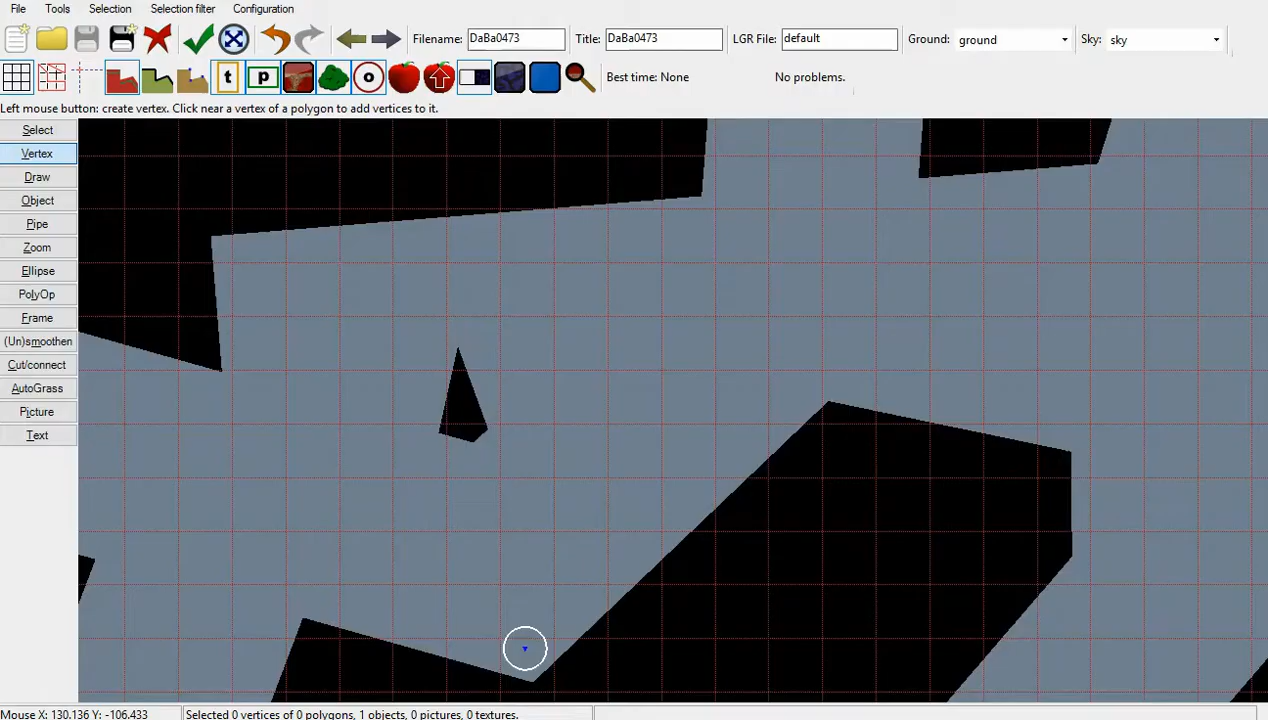 File Tools Selection Selection filter Configuration
Filename: DaBa0473 Title: DaBa0473 LGR File: default Ground: ground Sky: sky
t p o Best time: None No problems.
Left mouse button: create vertex. Click near a vertex of a polygon to add vertices to it.
Select
Vertex
Draw
Object
Pipe
Zoom
Ellipse
PolyOp
Frame
(Un)smoothen
Cut/connect
AutoGrass
Picture
Text
Mouse X: 130.136 Y: -106.433 Selected 0 vertices of 0 polygons, 1 objects, 0 pictures, 0 textures.